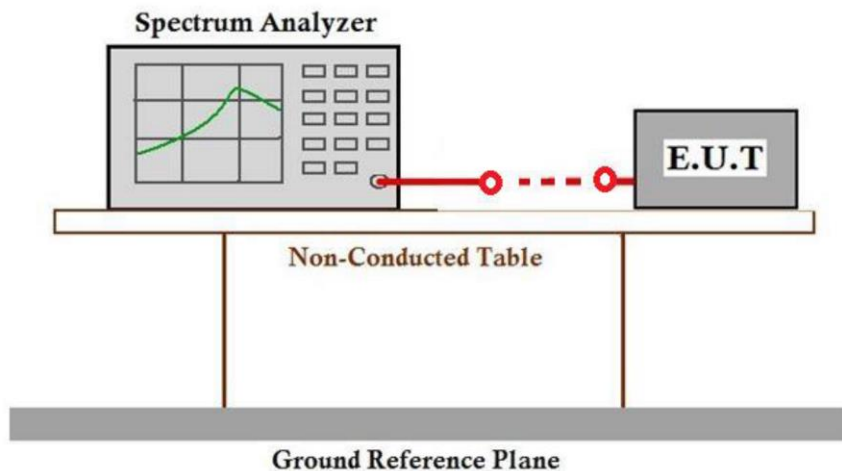 Spectrum Analyzer
E.U.T
Non-Conducted Table
Ground Reference Plane